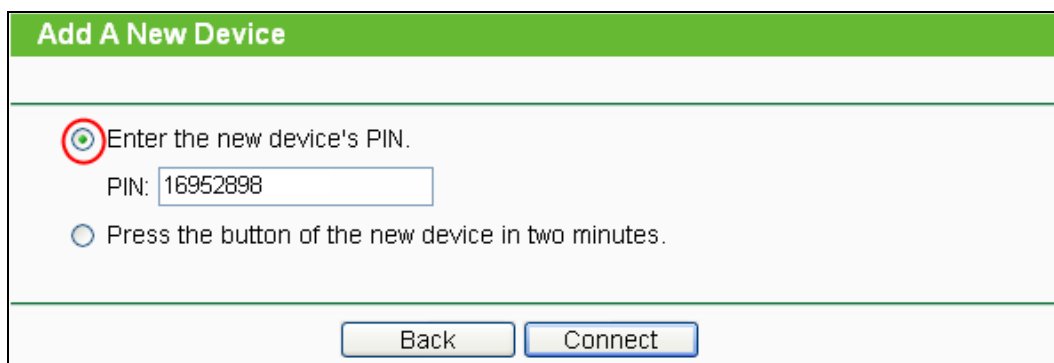 Add A New Device
Enter the new device's PIN.
PIN: 16952898
Press the button of the new device in two minutes.
Back Connect